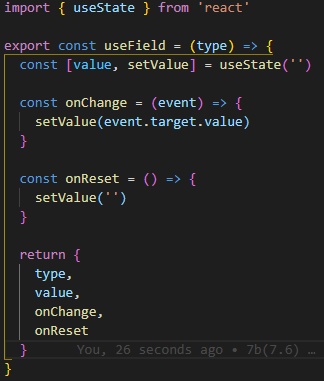 import { useState } from 'react'
export const useField = (type) => {
const [value, setValue] = useState('')
const onChange = (event) => {
setValue(event.target.value)
}
const onReset = () => {
setValue('')
}
return {
type,
value,
onChange,
onReset
} You, 26 seconds ago • 7b(7.6) …
}